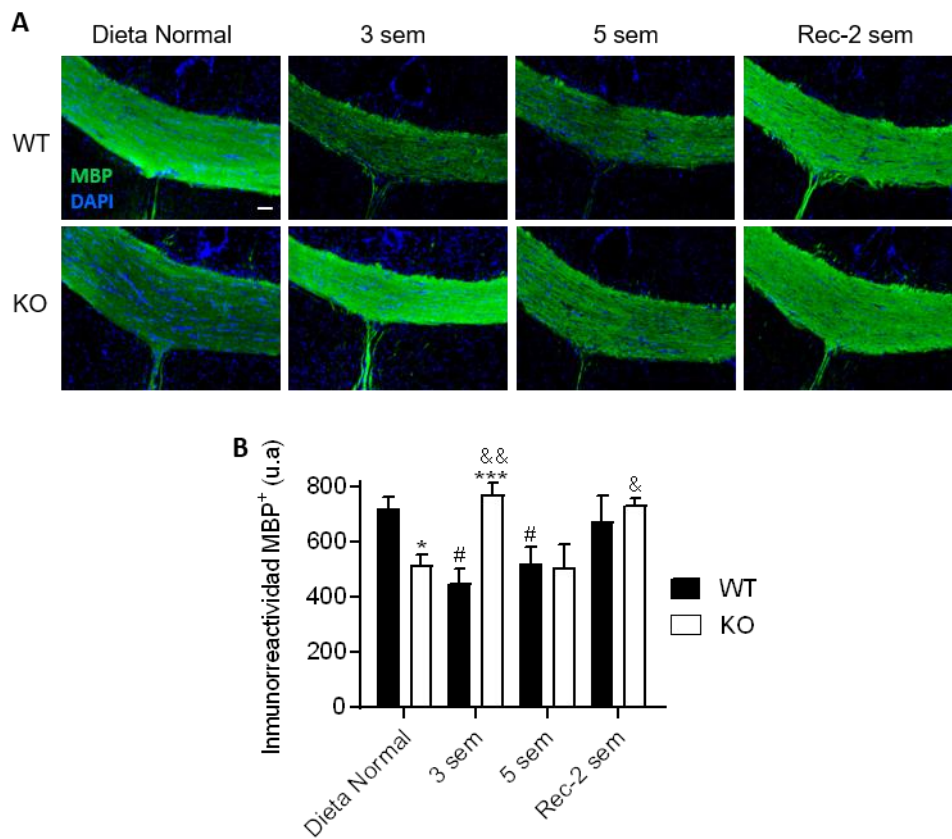 A
Dieta Normal 3 sem 5 sem Rec-2 sem
WT
MBP
DAPI
KO
B
Inmunorreactividad MBP⁺ (u.a)
800
600
400
200
0
* # && *** # &
WT
KO
Dieta Normal 3 sem 5 sem Rec-2 sem